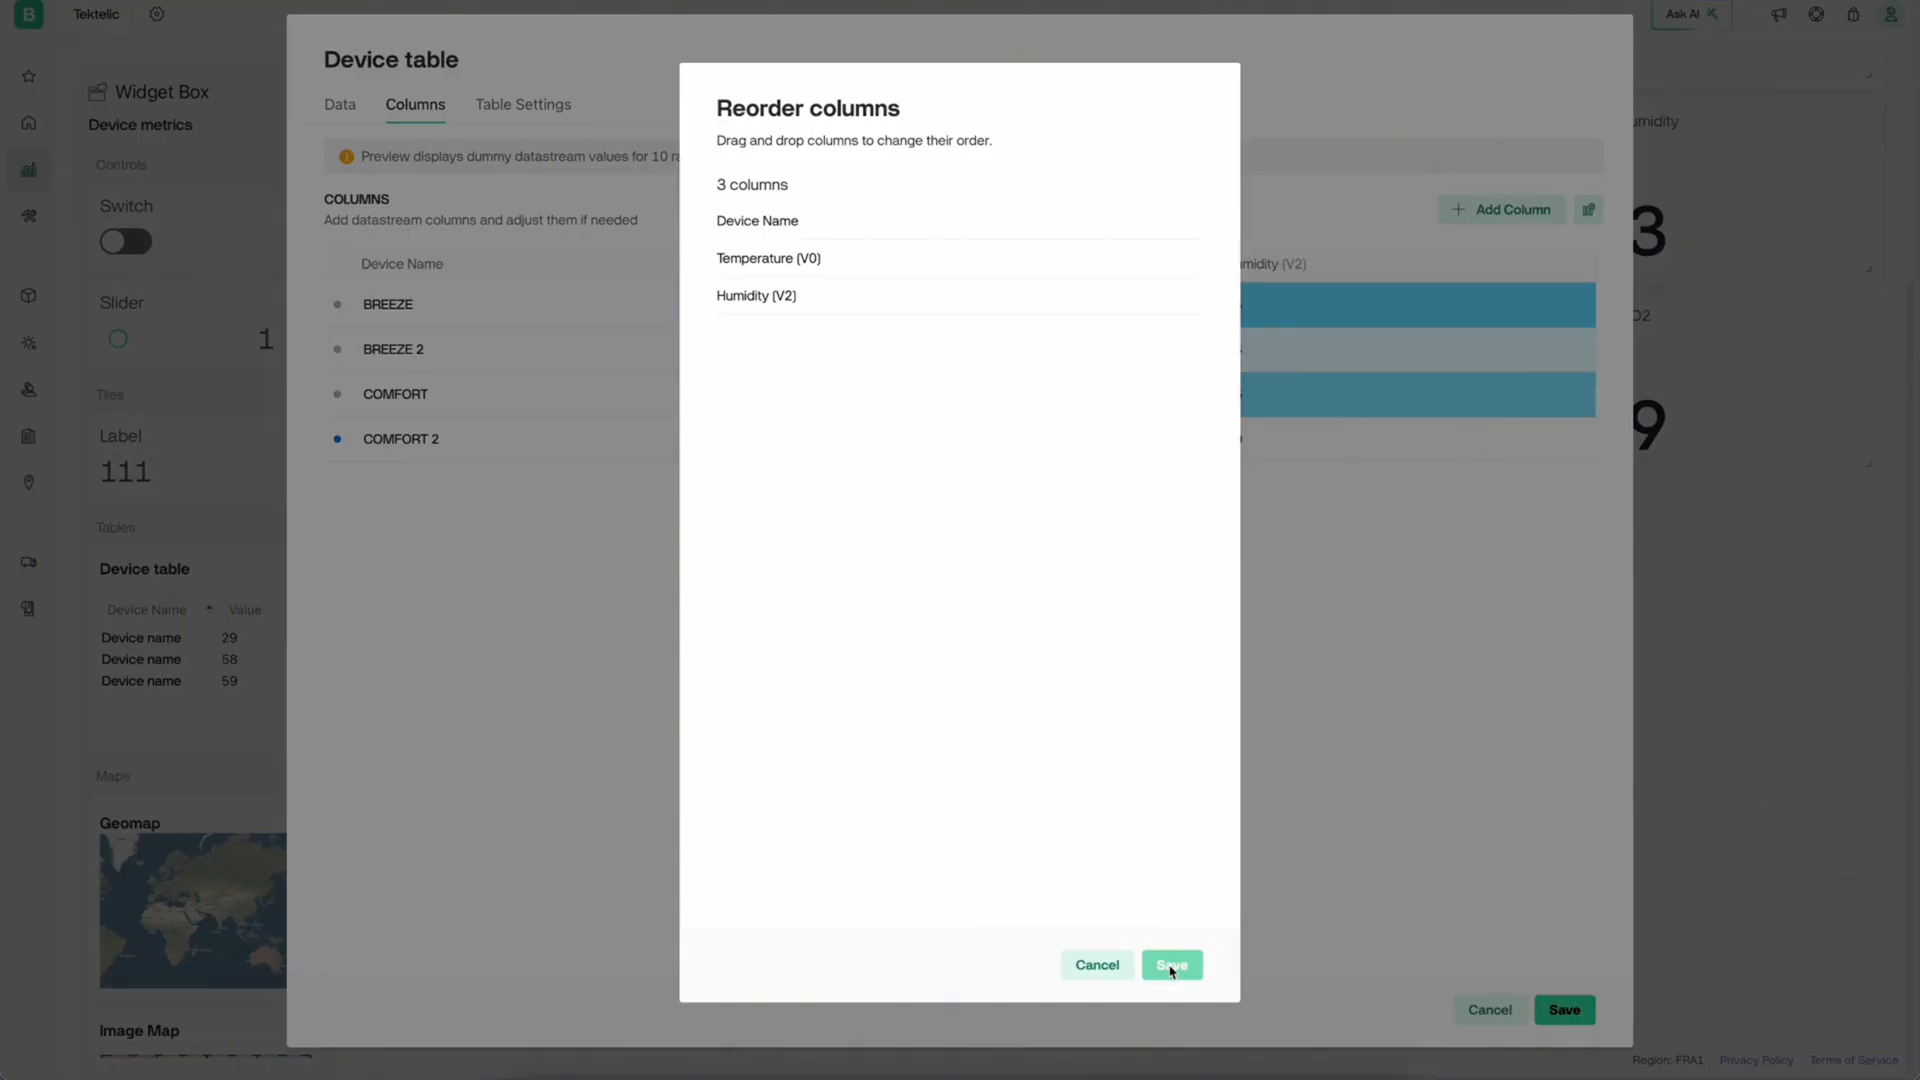 B
Tektelic
Ask AI
Widget Box
Device metrics
Controls
Switch
Slider
1
Tiles
Label
111
Tables
Device table
Device Name
Value
Device name
29
Device name
58
Device name
59
Maps
Geomap
Image Map
Device table
Data
Columns
Table Settings
Preview displays dummy datastream values for 10
COLUMNS
Add datastream columns and adjust them if needed
Add Column
Device Name
BREEZE
BREEZE 2
COMFORT
COMFORT 2
Reorder columns
Drag and drop columns to change their order.
3 columns
Device Name
Temperature (V0)
Humidity (V2)
Cancel
Save
midity (V2)
Cancel
Save
umidity
3
9
Region: FRA1
Privacy Policy
Terms of Service